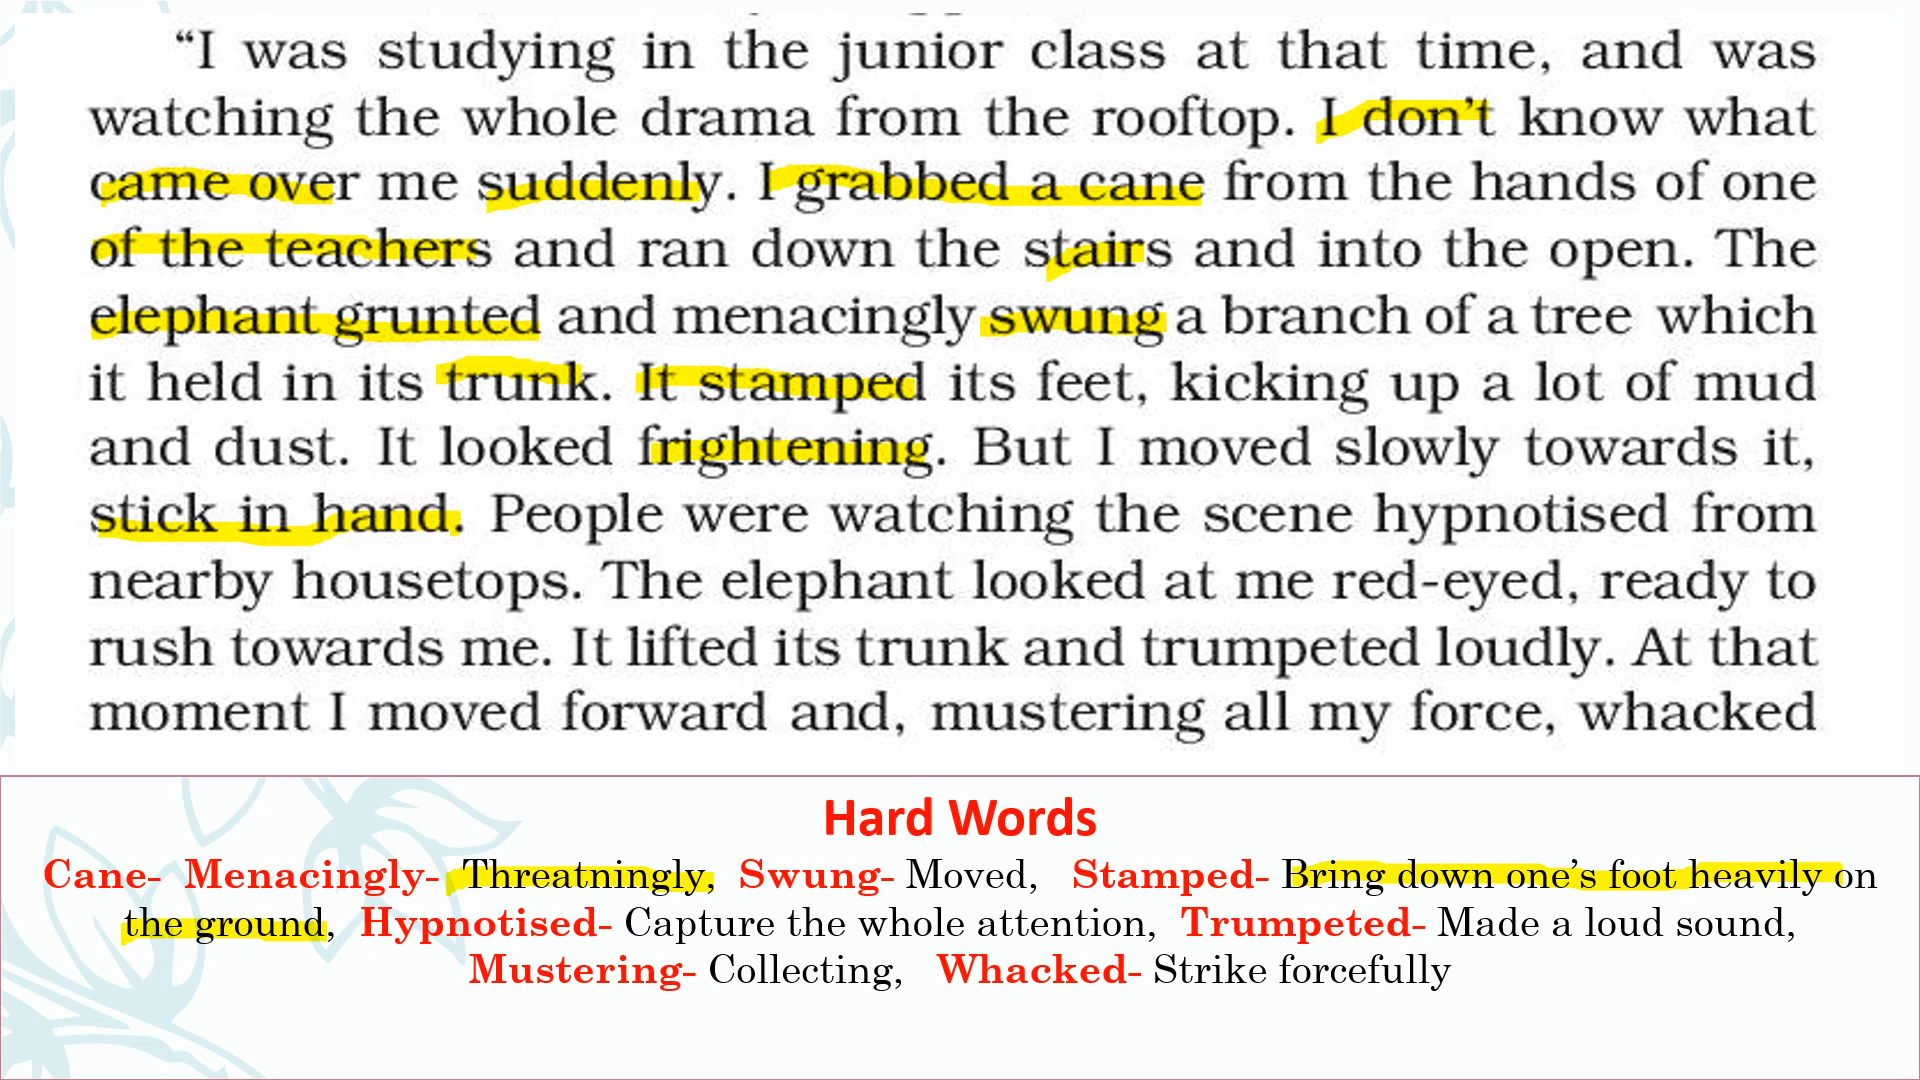 “I was studying in the junior class at that time, and was
watching the whole drama from the rooftop. I don’t know what
came over me suddenly. I grabbed a cane from the hands of one
of the teachers and ran down the stairs and into the open. The
elephant grunted and menacingly swung a branch of a tree which
it held in its trunk. It stamped its feet, kicking up a lot of mud
and dust. It looked frightening. But I moved slowly towards it,
stick in hand. People were watching the scene hypnotised from
nearby housetops. The elephant looked at me red-eyed, ready to
rush towards me. It lifted its trunk and trumpeted loudly. At that
moment I moved forward and, mustering all my force, whacked
Hard Words
Cane- Menacingly- Threatningly, Swung- Moved, Stamped- Bring down one’s foot heavily on
the ground, Hypnotised- Capture the whole attention, Trumpeted- Made a loud sound,
Mustering- Collecting, Whacked- Strike forcefully